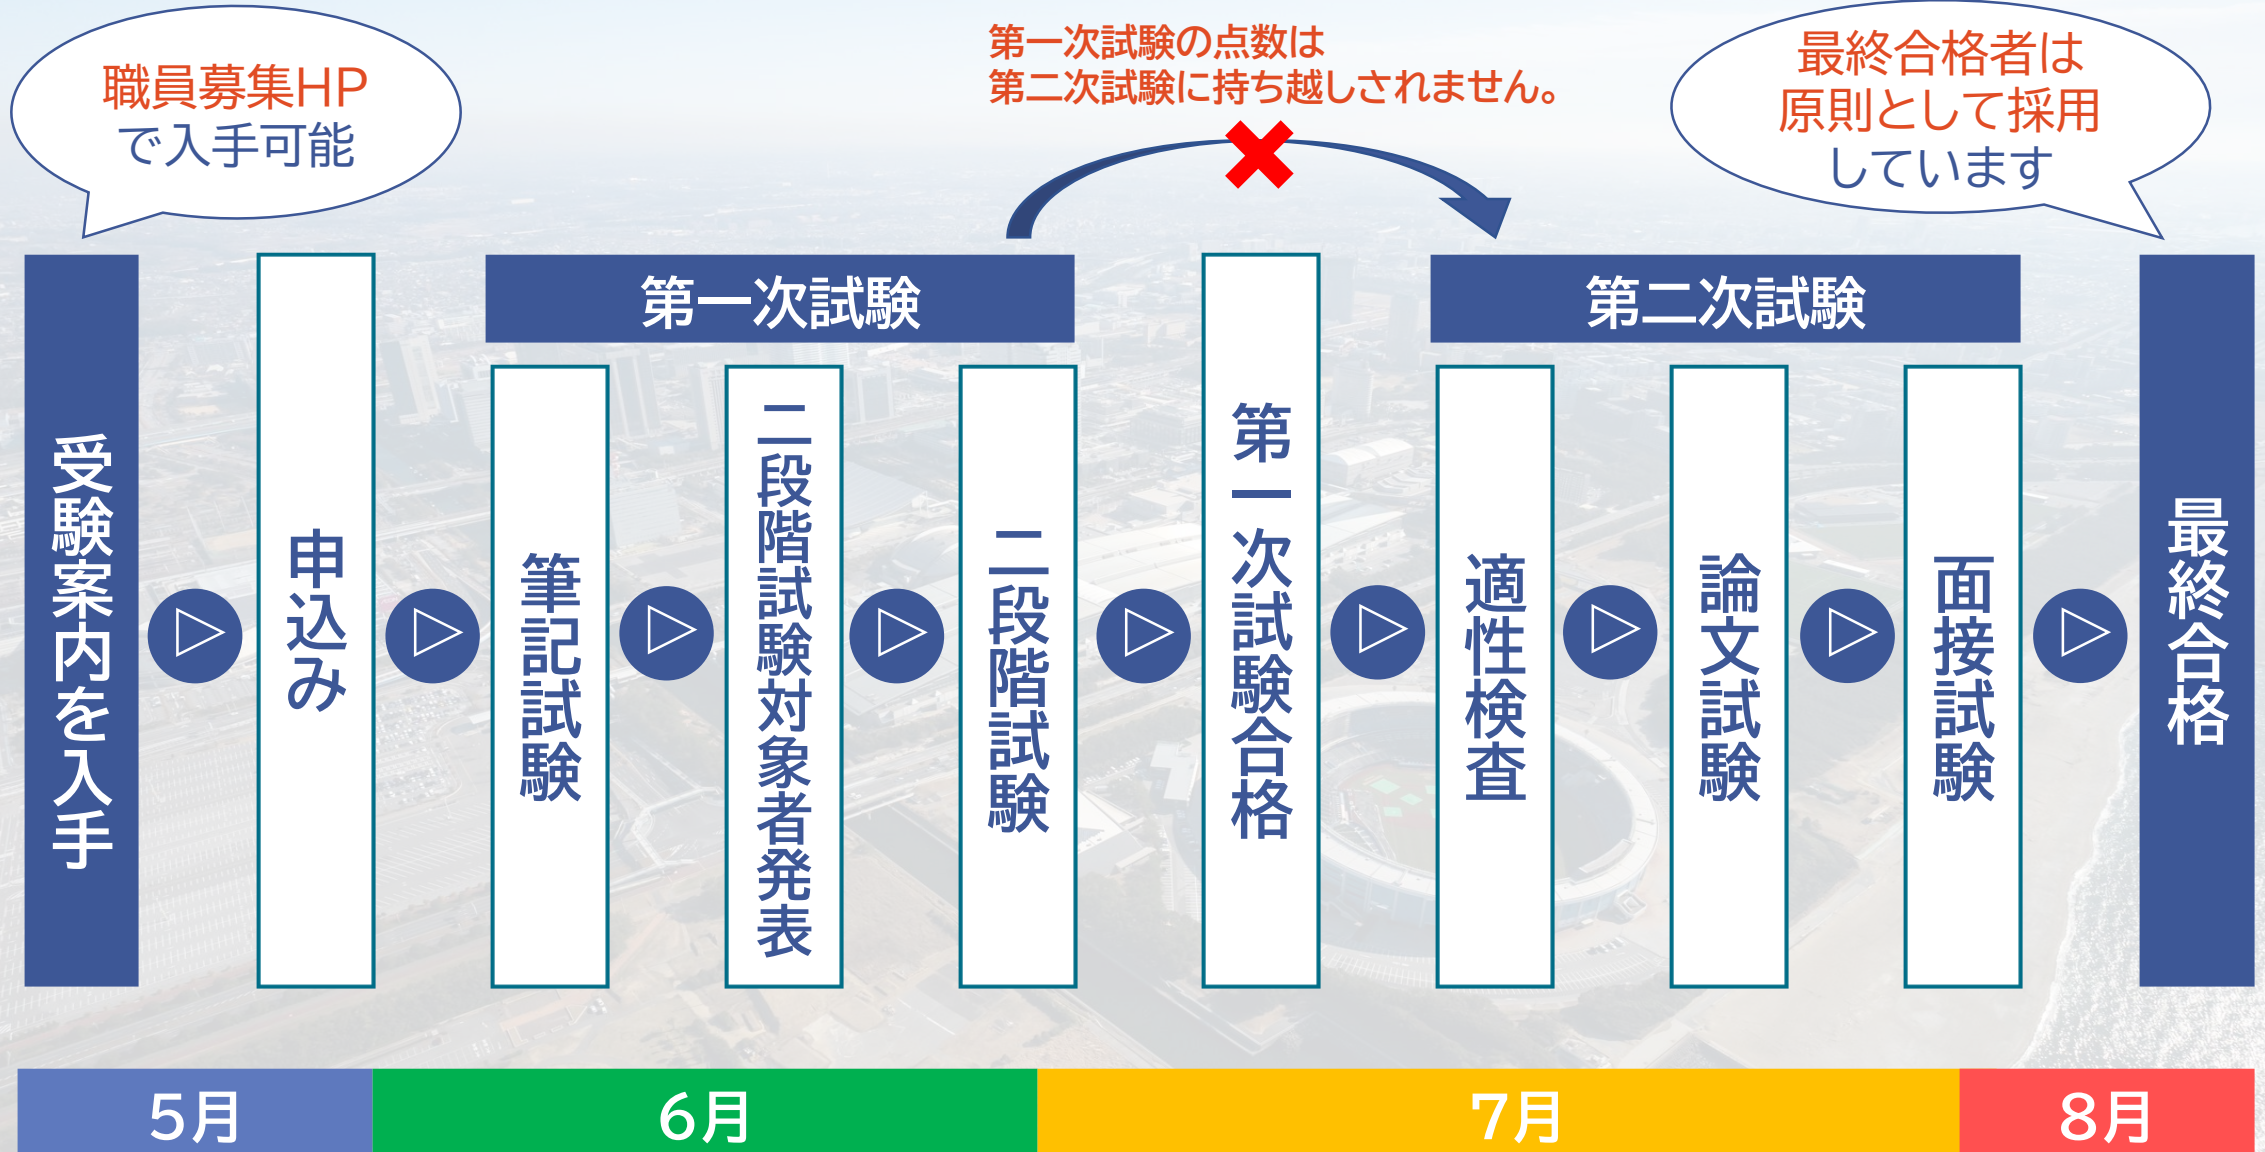 職員募集HP
で入手可能
第一次試験の点数は
第二次試験に持ち越しされません。
最終合格者は
原則として採用
しています
受験案内を入手
申込み
第一次試験
筆記試験
二段階試験対象者発表
二段階試験
第一次試験合格
第二次試験
適性検査
論文試験
面接試験
最終合格
5月
6月
7月
8月